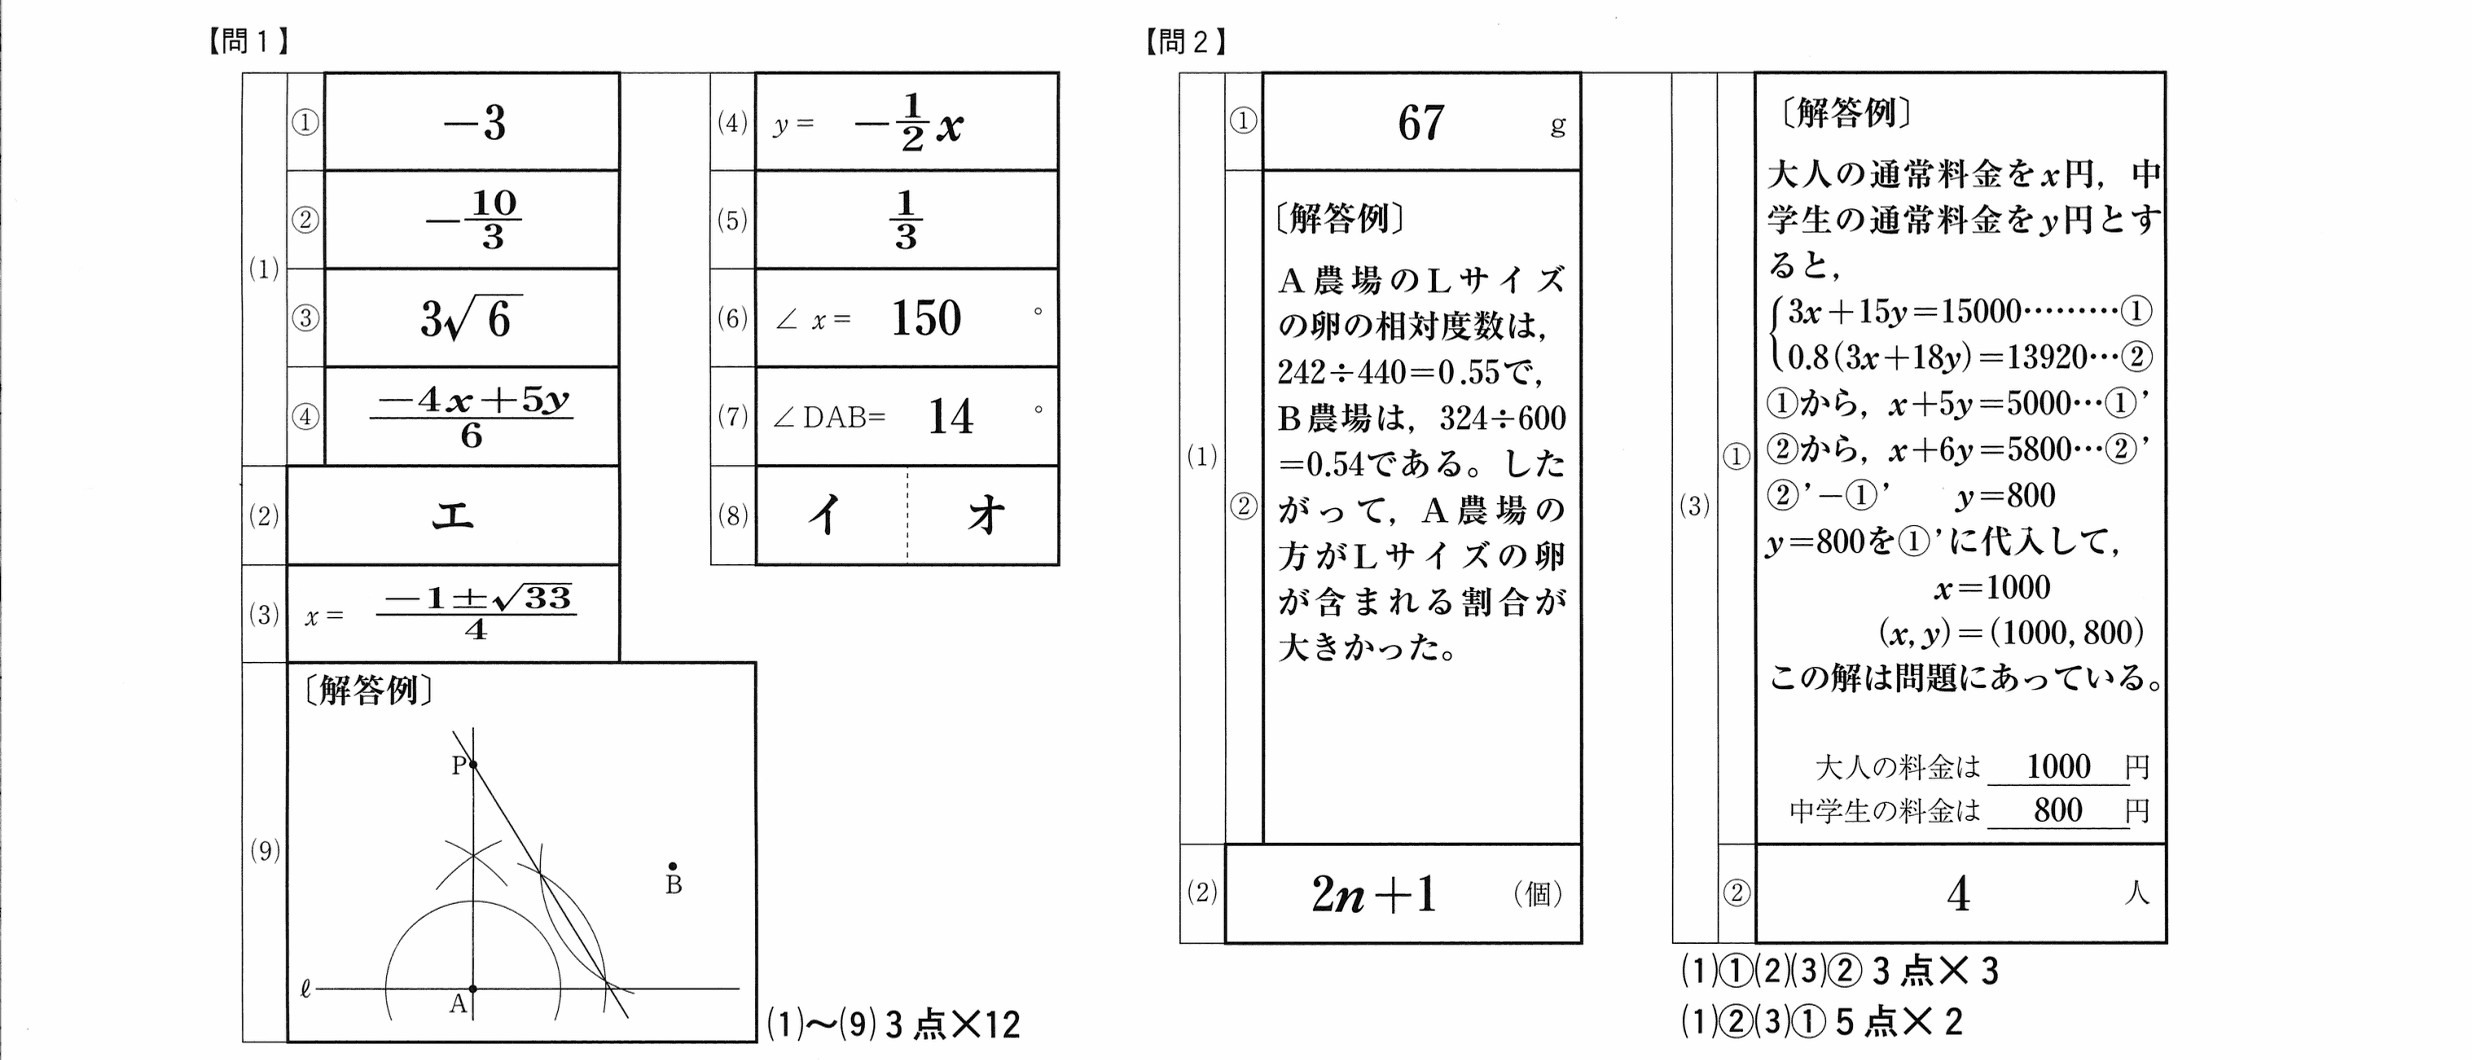 【問１】
(1)
① −3
② −10/3
③ 3√6
④ (−4x+5y)/6
(2) エ
(3) x= (−1±√33)/4
(4) y= −1/2 x
(5) 1/3
(6) ∠x= 150 °
(7) ∠DAB= 14 °
(8) イ オ
(9)
〔解答例〕
P
B
ℓ
A
(1)～(9) 3 点×12
【問２】
(1)
① 67 g
②
〔解答例〕
A農場のLサイズ
の卵の相対度数は，
242÷440=0.55で，
B農場は，324÷600
=0.54である。した
がって，A農場の
方がLサイズの卵
が含まれる割合が
大きかった。
(2) 2n+1 (個)
(3)
①
〔解答例〕
大人の通常料金をx円，中
学生の通常料金をy円とす
ると，
3x+15y=15000………①
0.8(3x+18y)=13920…②
①から，x+5y=5000…①’
②から，x+6y=5800…②’
②’−①’ y=800
y=800を①’に代入して，
x=1000
(x, y)=(1000, 800)
この解は問題にあっている。
大人の料金は 1000 円
中学生の料金は 800 円
② 4 人
(1)①(2)(3)② 3 点× 3
(1)②(3)① 5 点× 2